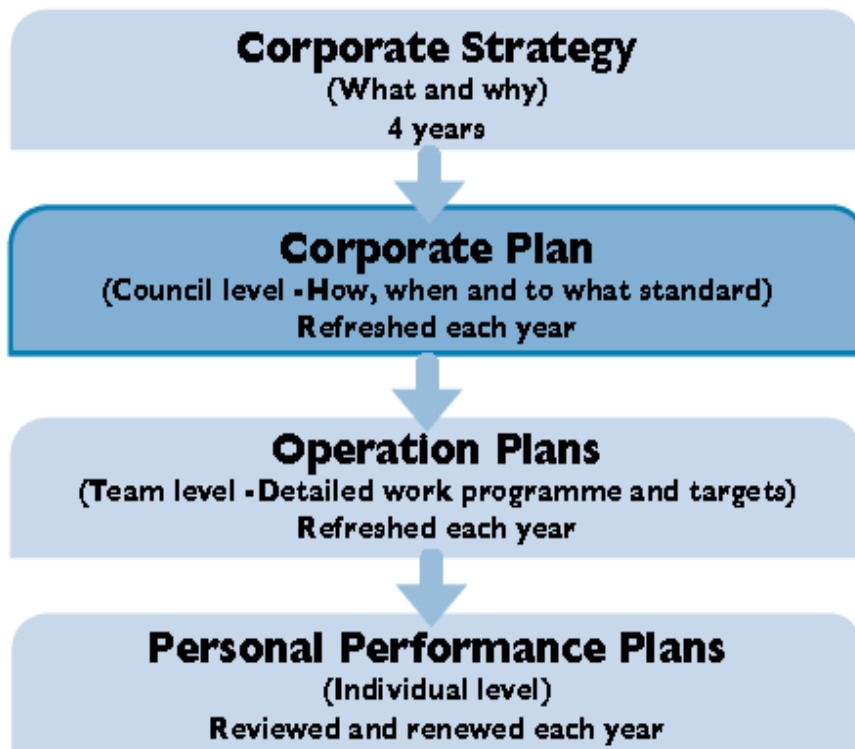 Corporate Strategy
(What and why)
4 years
Corporate Plan
(Council level -How, when and to what standard)
Refreshed each year
Operation Plans
(Team level -Detailed work programme and targets)
Refreshed each year
Personal Performance Plans
(Individual level)
Reviewed and renewed each year